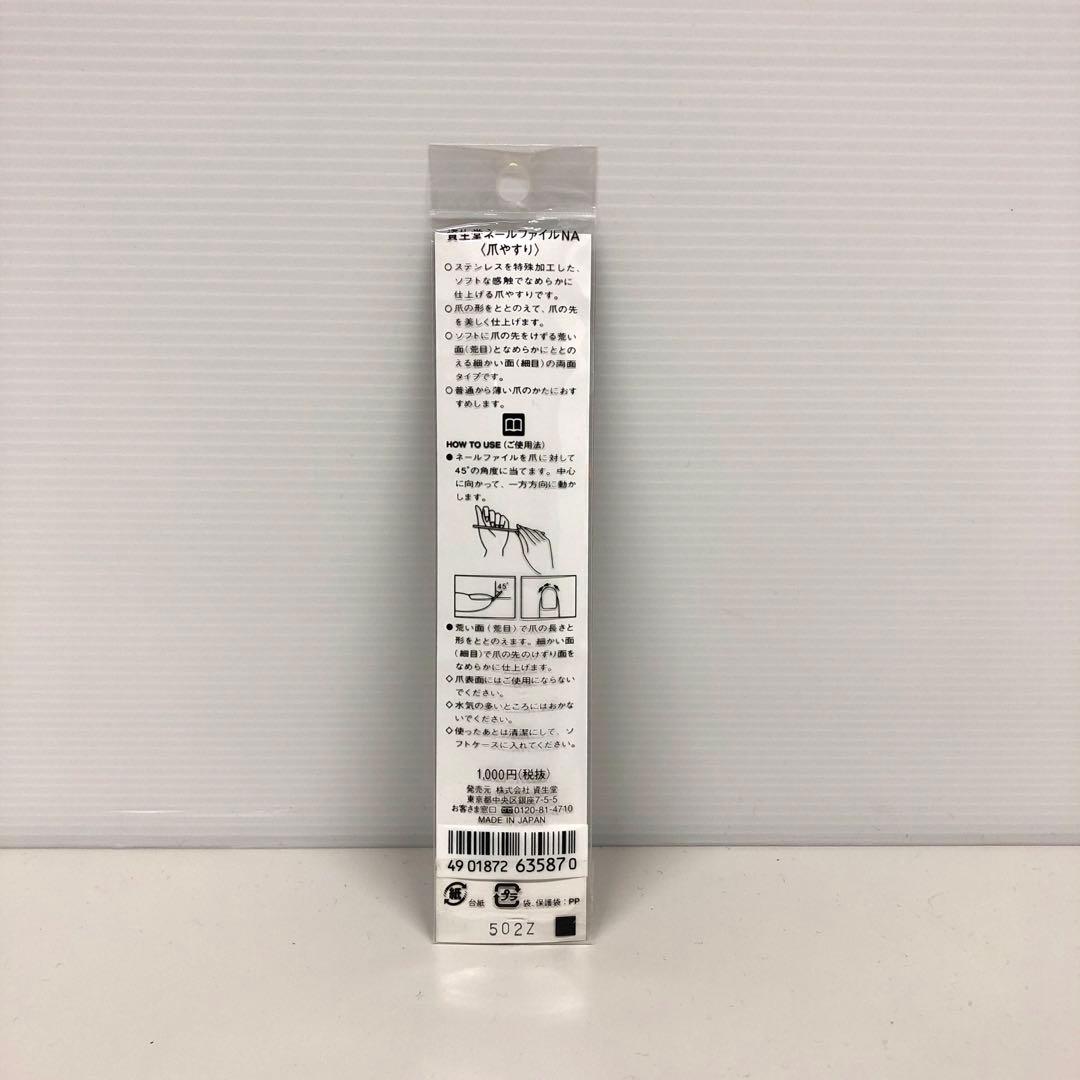 資生堂ネールファイルNA
〈爪やすり〉
○ステンレスを特殊加工した、
ソフトな感触でなめらかに
仕上げる爪やすりです。
○爪の形をととのえて、爪の先
を美しく仕上げます。
○ソフトに爪の先をけずる荒い
面(荒目)となめらかにととの
える細かい面(細目)の両面
タイプです。
○普通から薄い爪のかたにおす
すめします。
HOW TO USE(ご使用法)
●ネールファイルを爪に対して
45°の角度に当てます。中心
に向かって、一方方向に動か
します。
45°
●荒い面(荒目)で爪の長さと
形をととのえます。細かい面
(細目)で爪の先のけずり面を
なめらかに仕上げます。
◇爪表面にはご使用にならない
でください。
◇水気の多いところにはおかな
いでください。
◇使ったあとは清潔にして、ソ
フトケースに入れてください。
1,000円(税抜)
発売元 株式会社 資生堂
東京都中央区銀座7-5-5
お客さま窓口 0120-81-4710
MADE IN JAPAN
4901872 635870
紙 台紙 プラ 袋、保護袋:PP
502Z